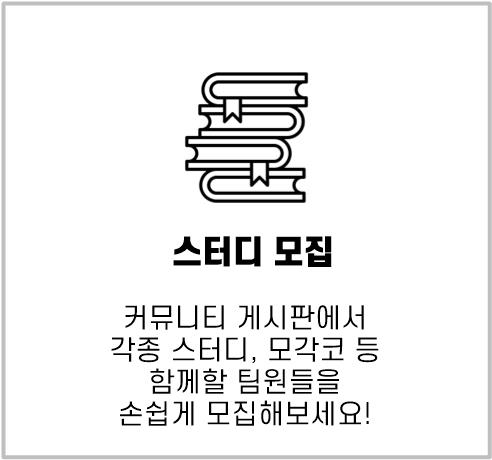 스터디 모집
커뮤니티 게시판에서
각종 스터디, 모각코 등
함께할 팀원들을
손쉽게 모집해보세요!